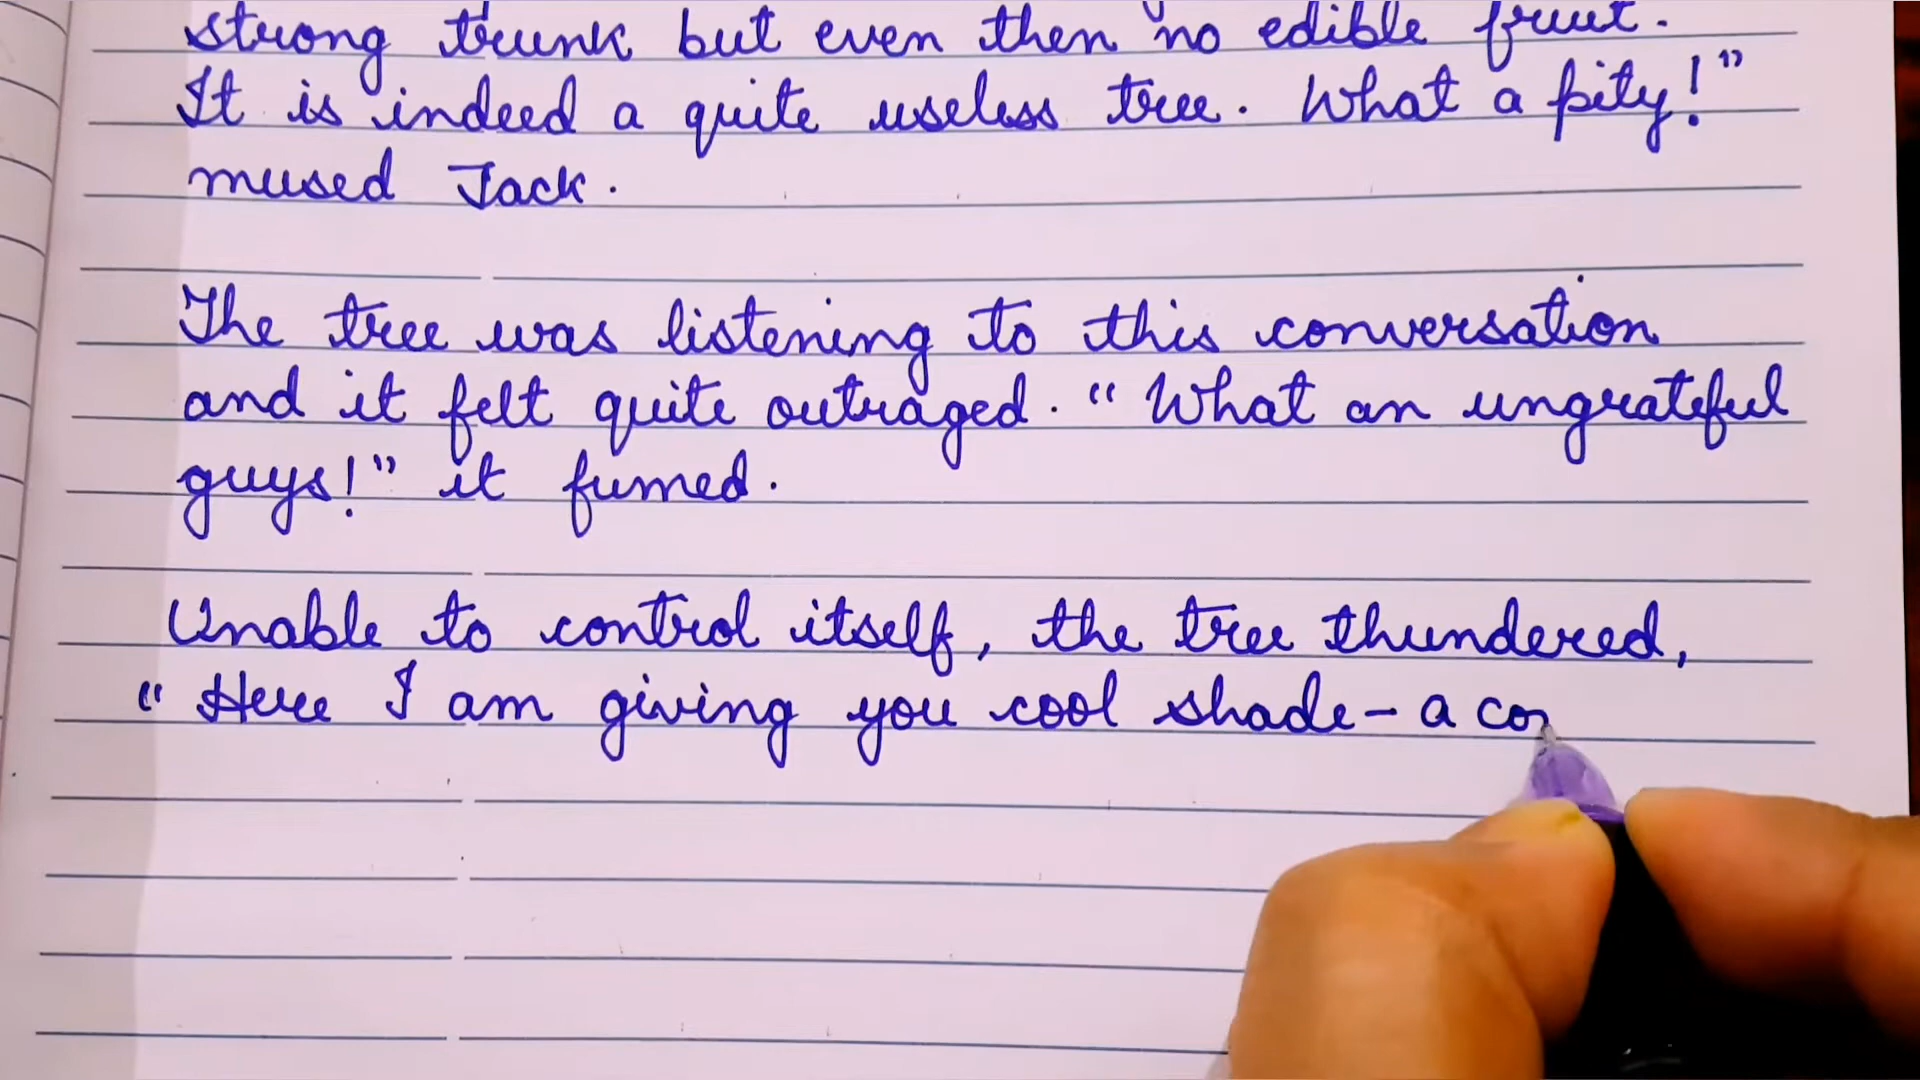 strong trunk but even then no edible fruit.
It is indeed a quite useless tree. What a pity!"
mused Jack.
The tree was listening to this conversation
and it felt quite outraged. "What an ungrateful
guys!" it fumed.
Unable to control itself, the tree thundered,
"Here I am giving you cool shade - a co